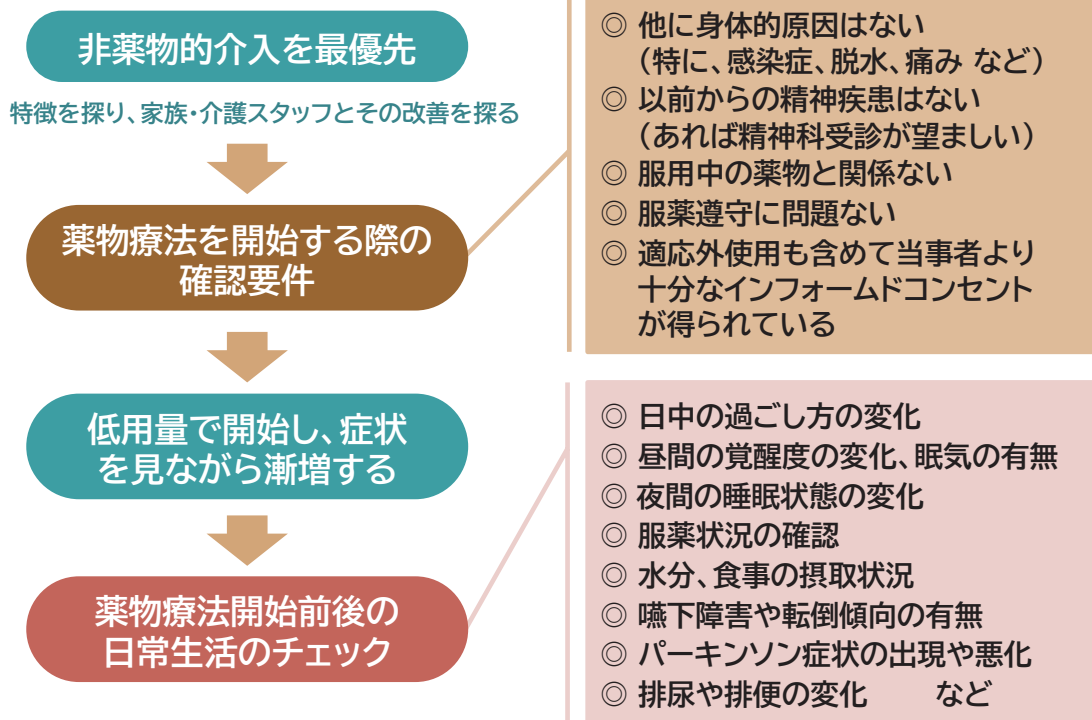 非薬物的介入を最優先
特徴を探り、家族・介護スタッフとその改善を探る
薬物療法を開始する際の
確認要件
◎ 他に身体的原因はない
（特に、感染症、脱水、痛み など）
◎ 以前からの精神疾患はない
（あれば精神科受診が望ましい）
◎ 服用中の薬物と関係ない
◎ 服薬遵守に問題ない
◎ 適応外使用も含めて当事者より
十分なインフォームドコンセント
が得られている
低用量で開始し、症状
を見ながら漸増する
薬物療法開始前後の
日常生活のチェック
◎ 日中の過ごし方の変化
◎ 昼間の覚醒度の変化、眠気の有無
◎ 夜間の睡眠状態の変化
◎ 服薬状況の確認
◎ 水分、食事の摂取状況
◎ 嚥下障害や転倒傾向の有無
◎ パーキンソン症状の出現や悪化
◎ 排尿や排便の変化　　など